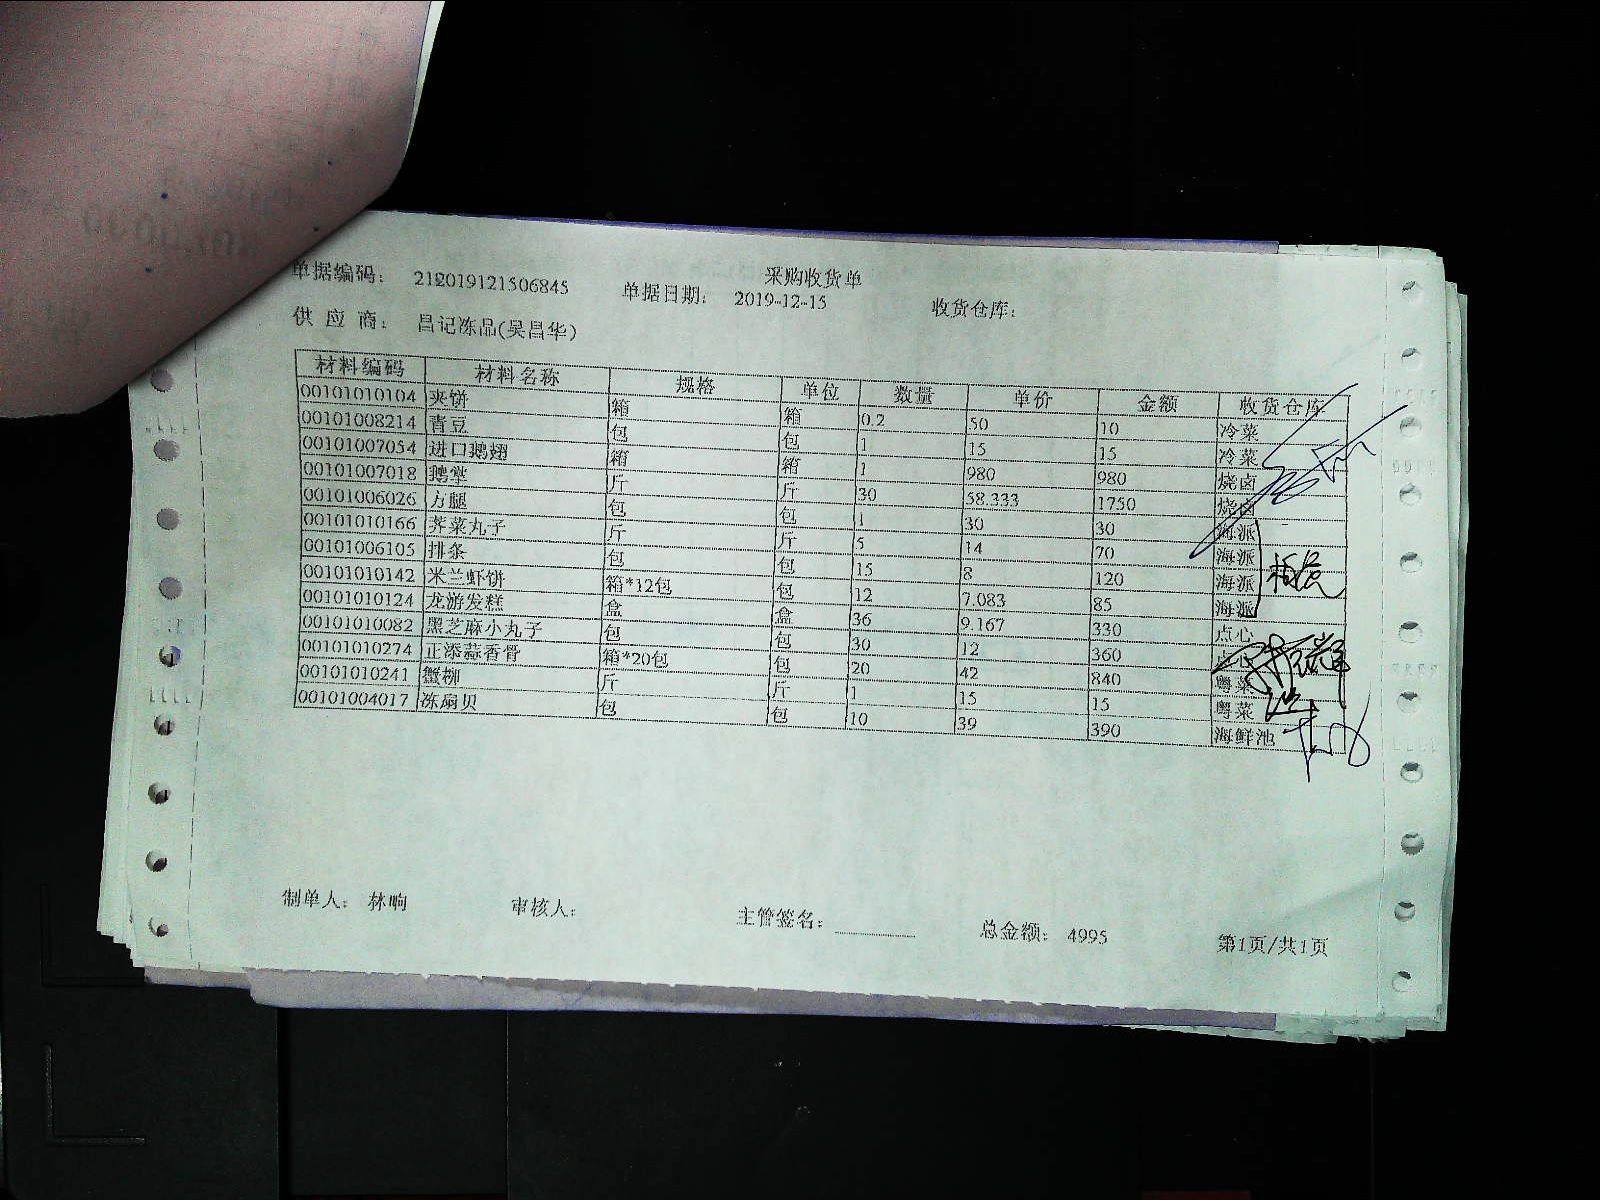 采购收货单
单据编码： 212019121506845 单据日期： 2019-12-15 收货仓库：
供 应 商： 昌记冻品(吴昌华)
材料编码 材料名称 规格 单位 数量 单价 金额 收货仓库
00101010104 夹饼 箱 箱 0.2 50 10 冷菜
00101008214 青豆 包 包 1 15 15 冷菜
00101007054 进口鹅翅 箱 箱 1 980 980 烧卤
00101007018 鹅掌 斤 斤 30 58.333 1750 烧卤
00101006026 方腿 包 包 1 30 30 海派
00101010166 荠菜丸子 斤 斤 5 14 70 海派
00101006105 排条 包 包 15 8 120 海派
00101010142 米兰虾饼 箱*12包 包 12 7.083 85 海派
00101010124 龙游发糕 盒 盒 36 9.167 330 点心
00101010082 黑芝麻小丸子 包 包 30 12 360 点心
00101010274 正添蒜香骨 箱*20包 包 20 42 840 粤菜
00101010241 蟹柳 斤 斤 1 15 15 粤菜
00101004017 冻扇贝 包 包 10 39 390 海鲜池
制单人： 林响 审核人： 主管签名： 总金额： 4995 第1页/共1页